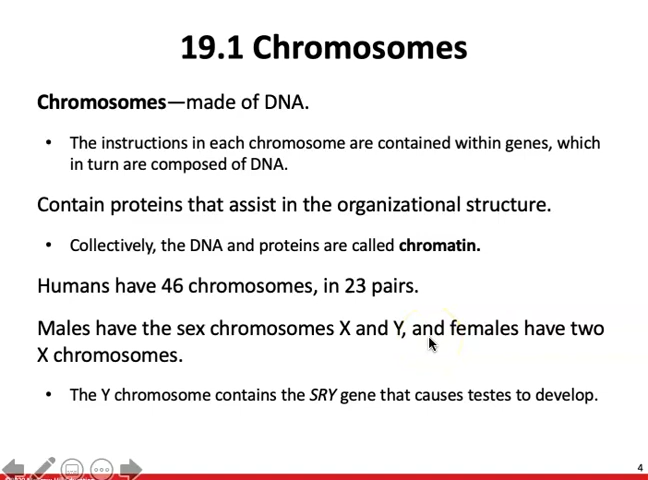 19.1 Chromosomes
Chromosomes—made of DNA.
• The instructions in each chromosome are contained within genes, which
in turn are composed of DNA.
Contain proteins that assist in the organizational structure.
• Collectively, the DNA and proteins are called chromatin.
Humans have 46 chromosomes, in 23 pairs.
Males have the sex chromosomes X and Y, and females have two
X chromosomes.
• The Y chromosome contains the SRY gene that causes testes to develop.
4